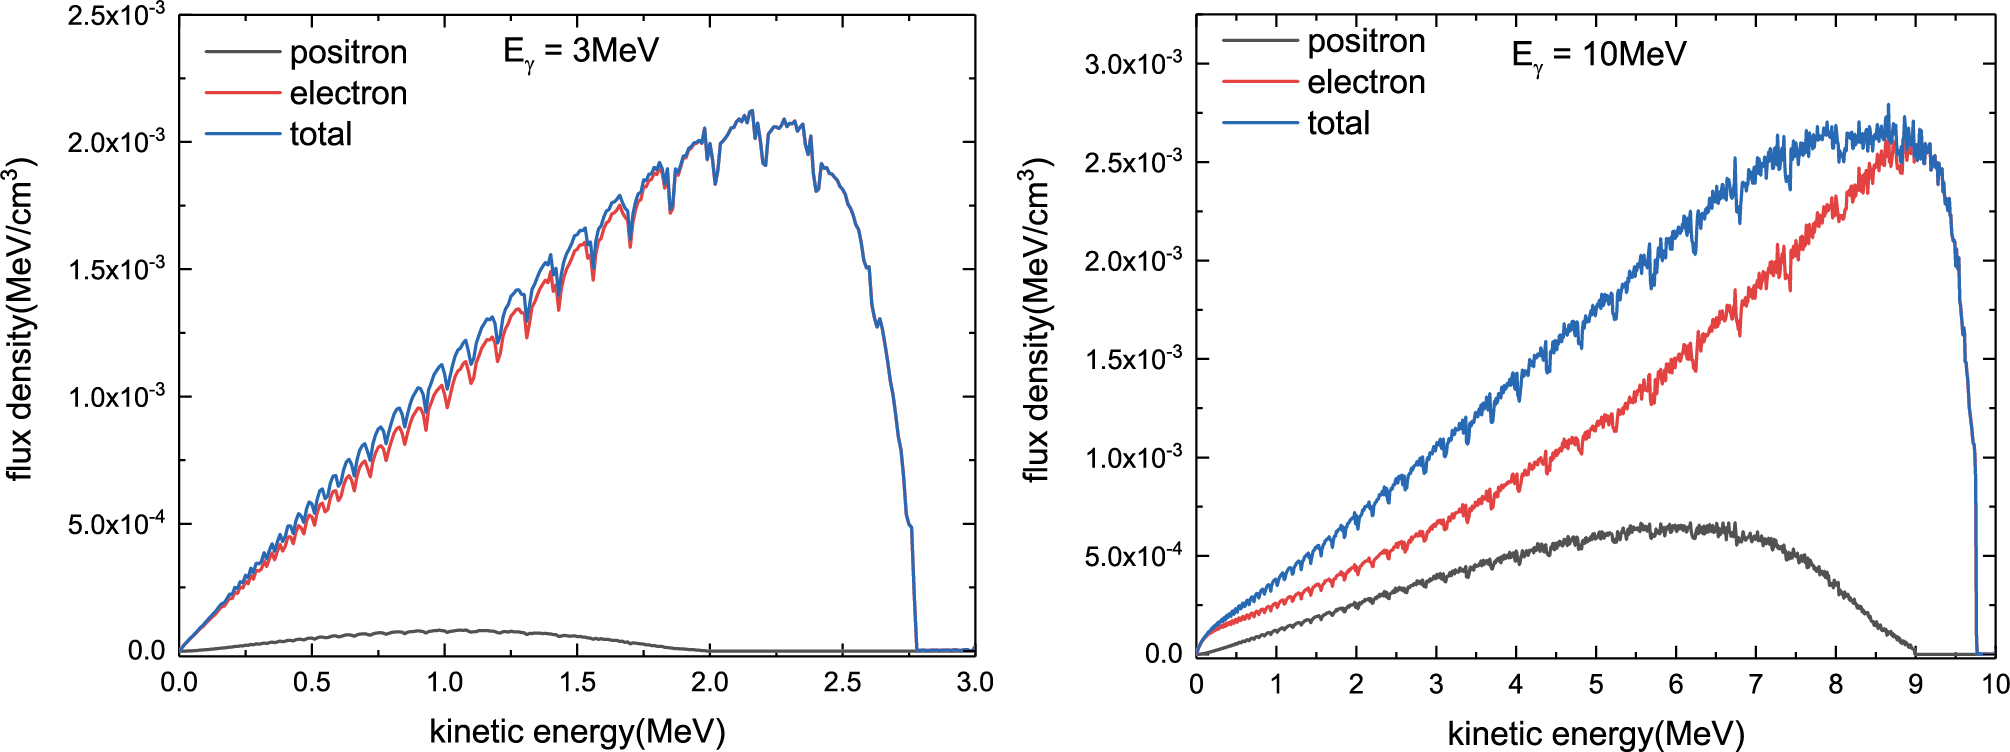 2.5x10⁻³
2.0x10⁻³
1.5x10⁻³
1.0x10⁻³
5.0x10⁻⁴
0.0
flux density(MeV/cm³)
positron
electron
total
Eᵧ = 3MeV
0.0 0.5 1.0 1.5 2.0 2.5 3.0
kinetic energy(MeV)
3.0x10⁻³
2.5x10⁻³
2.0x10⁻³
1.5x10⁻³
1.0x10⁻³
5.0x10⁻⁴
0.0
flux density(MeV/cm³)
positron
electron
total
Eᵧ = 10MeV
0 1 2 3 4 5 6 7 8 9 10
kinetic energy(MeV)